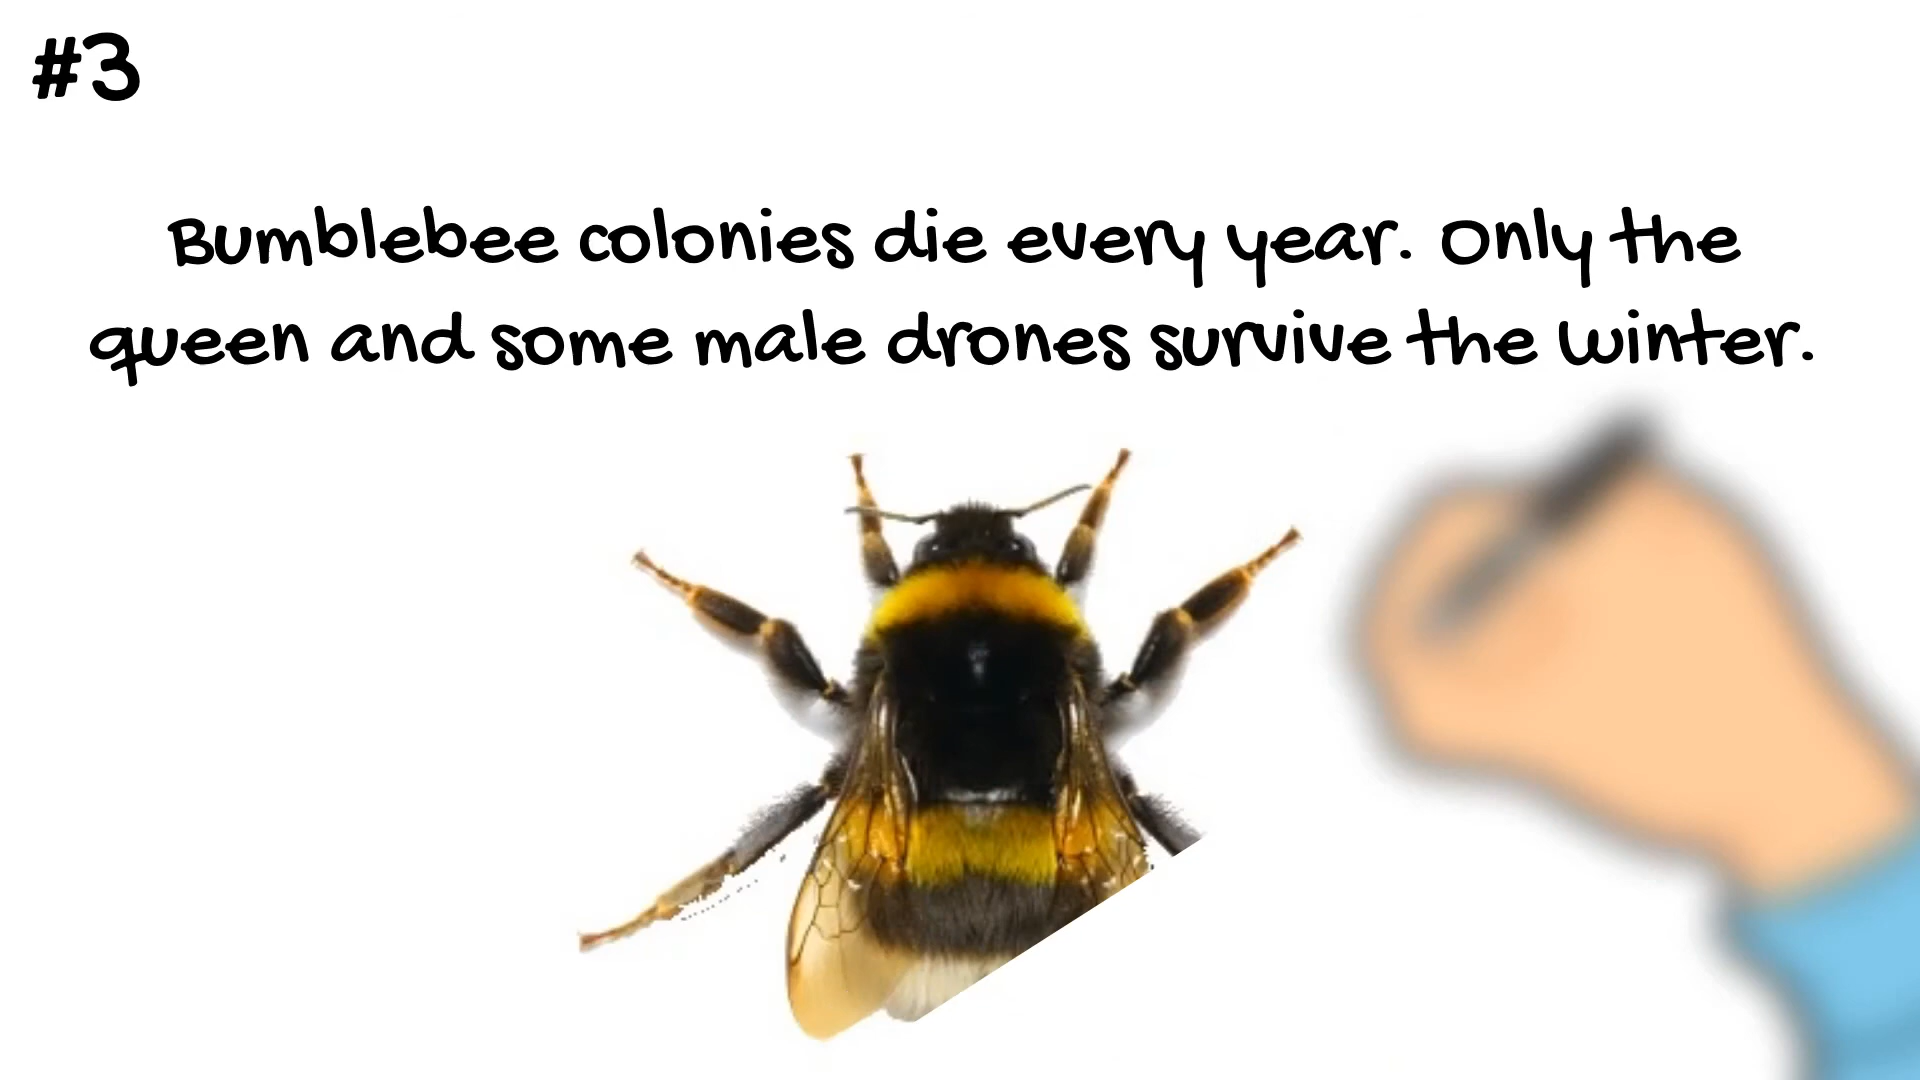 #3
Bumblebee colonies die every year. Only the
queen and some male drones survive the winter.